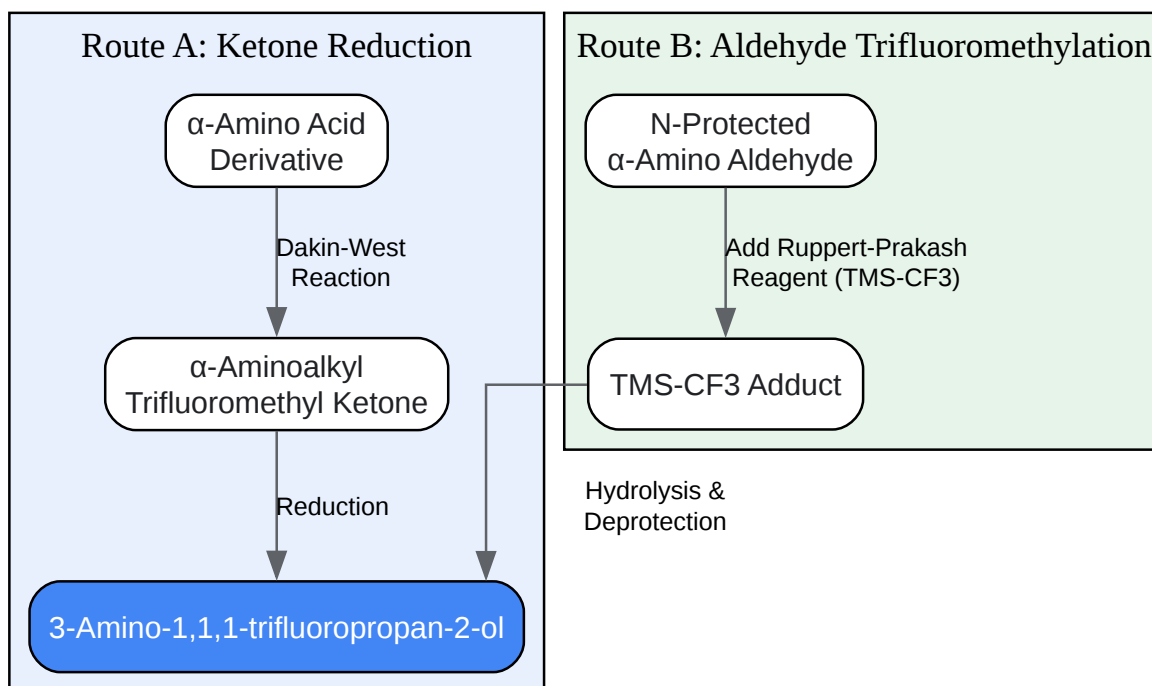 Route A: Ketone Reduction
α-Amino Acid
Derivative
Dakin-West
Reaction
α-Aminoalkyl
Trifluoromethyl Ketone
Reduction
3-Amino-1,1,1-trifluoropropan-2-ol
Route B: Aldehyde Trifluoromethylation
N-Protected
α-Amino Aldehyde
Add Ruppert-Prakash
Reagent (TMS-CF3)
TMS-CF3 Adduct
Hydrolysis &
Deprotection